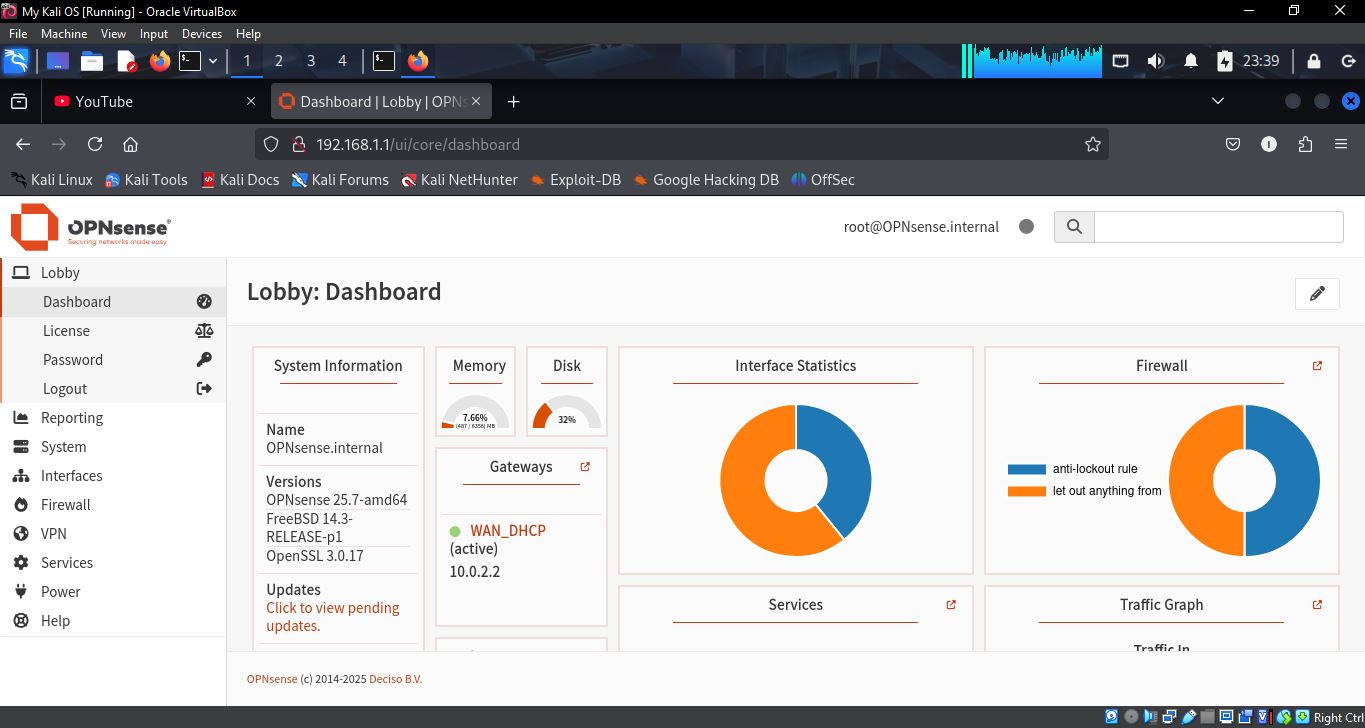 My Kali OS [Running] - Oracle VirtualBox
File Machine View Input Devices Help
1 2 3 4 23:39
YouTube
Dashboard | Lobby | OPNs
192.168.1.1/ui/core/dashboard
Kali Linux Kali Tools Kali Docs Kali Forums Kali NetHunter Exploit-DB Google Hacking DB OffSec
OPNsense®
Securing networks made easy
root@OPNsense.internal
Lobby
Dashboard
License
Password
Logout
Reporting
System
Interfaces
Firewall
VPN
Services
Power
Help
Lobby: Dashboard
System Information
Name
OPNsense.internal
Versions
OPNsense 25.7-amd64
FreeBSD 14.3-
RELEASE-p1
OpenSSL 3.0.17
Updates
Click to view pending
updates.
Memory
7.66%
(487 / 6356) MB
Disk
32%
Gateways
WAN_DHCP
(active)
10.0.2.2
Interface Statistics
Firewall
anti-lockout rule
let out anything from
Services
Traffic Graph
Traffic In
OPNsense (c) 2014-2025 Deciso B.V.
Right Ctrl